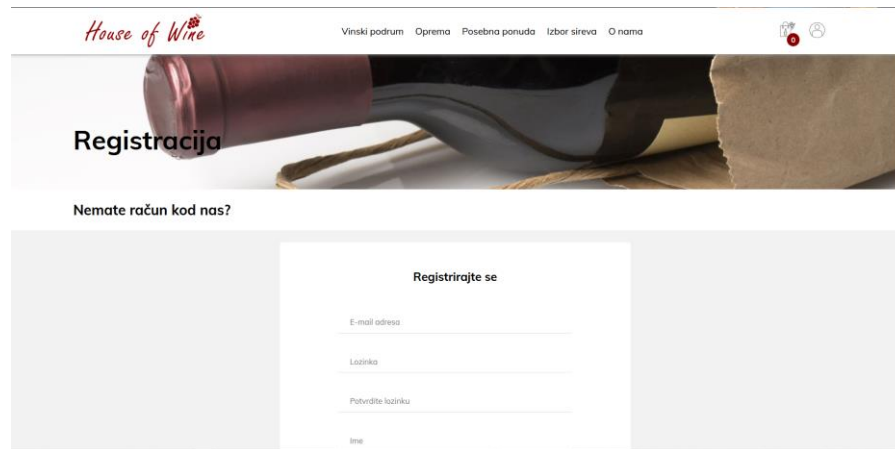 House of Wine
Vinski podrum Oprema Posebna ponuda Izbor sireva O nama
0
Registracija
Nemate račun kod nas?
Registrirajte se
E-mail adresa
Lozinka
Potvrdite lozinku
Ime